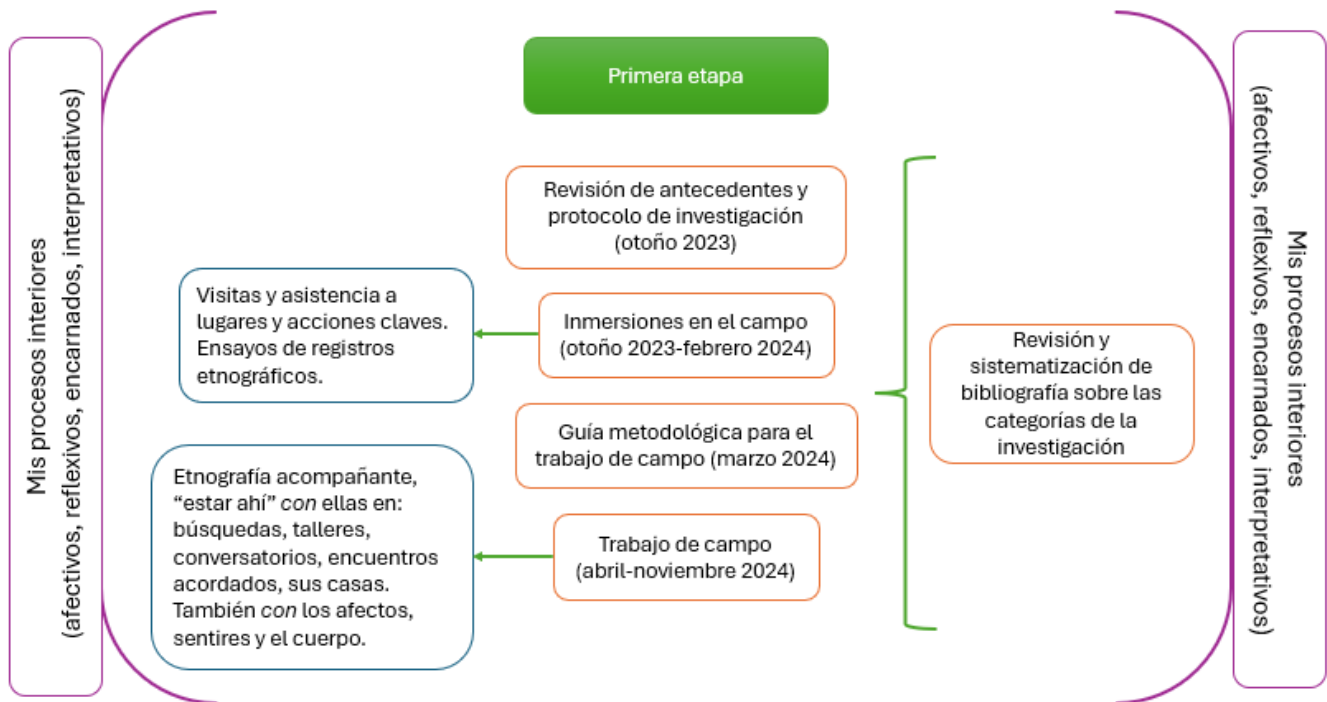 Mis procesos interiores
(afectivos, reflexivos, encarnados, interpretativos)
Primera etapa
Revisión de antecedentes y
protocolo de investigación
(otoño 2023)
Visitas y asistencia a
lugares y acciones claves.
Ensayos de registros
etnográficos.
Inmersiones en el campo
(otoño 2023-febrero 2024)
Guía metodológica para el
trabajo de campo (marzo 2024)
Etnografía acompañante,
“estar ahí” con ellas en:
búsquedas, talleres,
conversatorios, encuentros
acordados, sus casas.
También con los afectos,
sentires y el cuerpo.
Trabajo de campo
(abril-noviembre 2024)
Revisión y
sistematización de
bibliografía sobre las
categorías de la
investigación
Mis procesos interiores
(afectivos, reflexivos, encarnados, interpretativos)